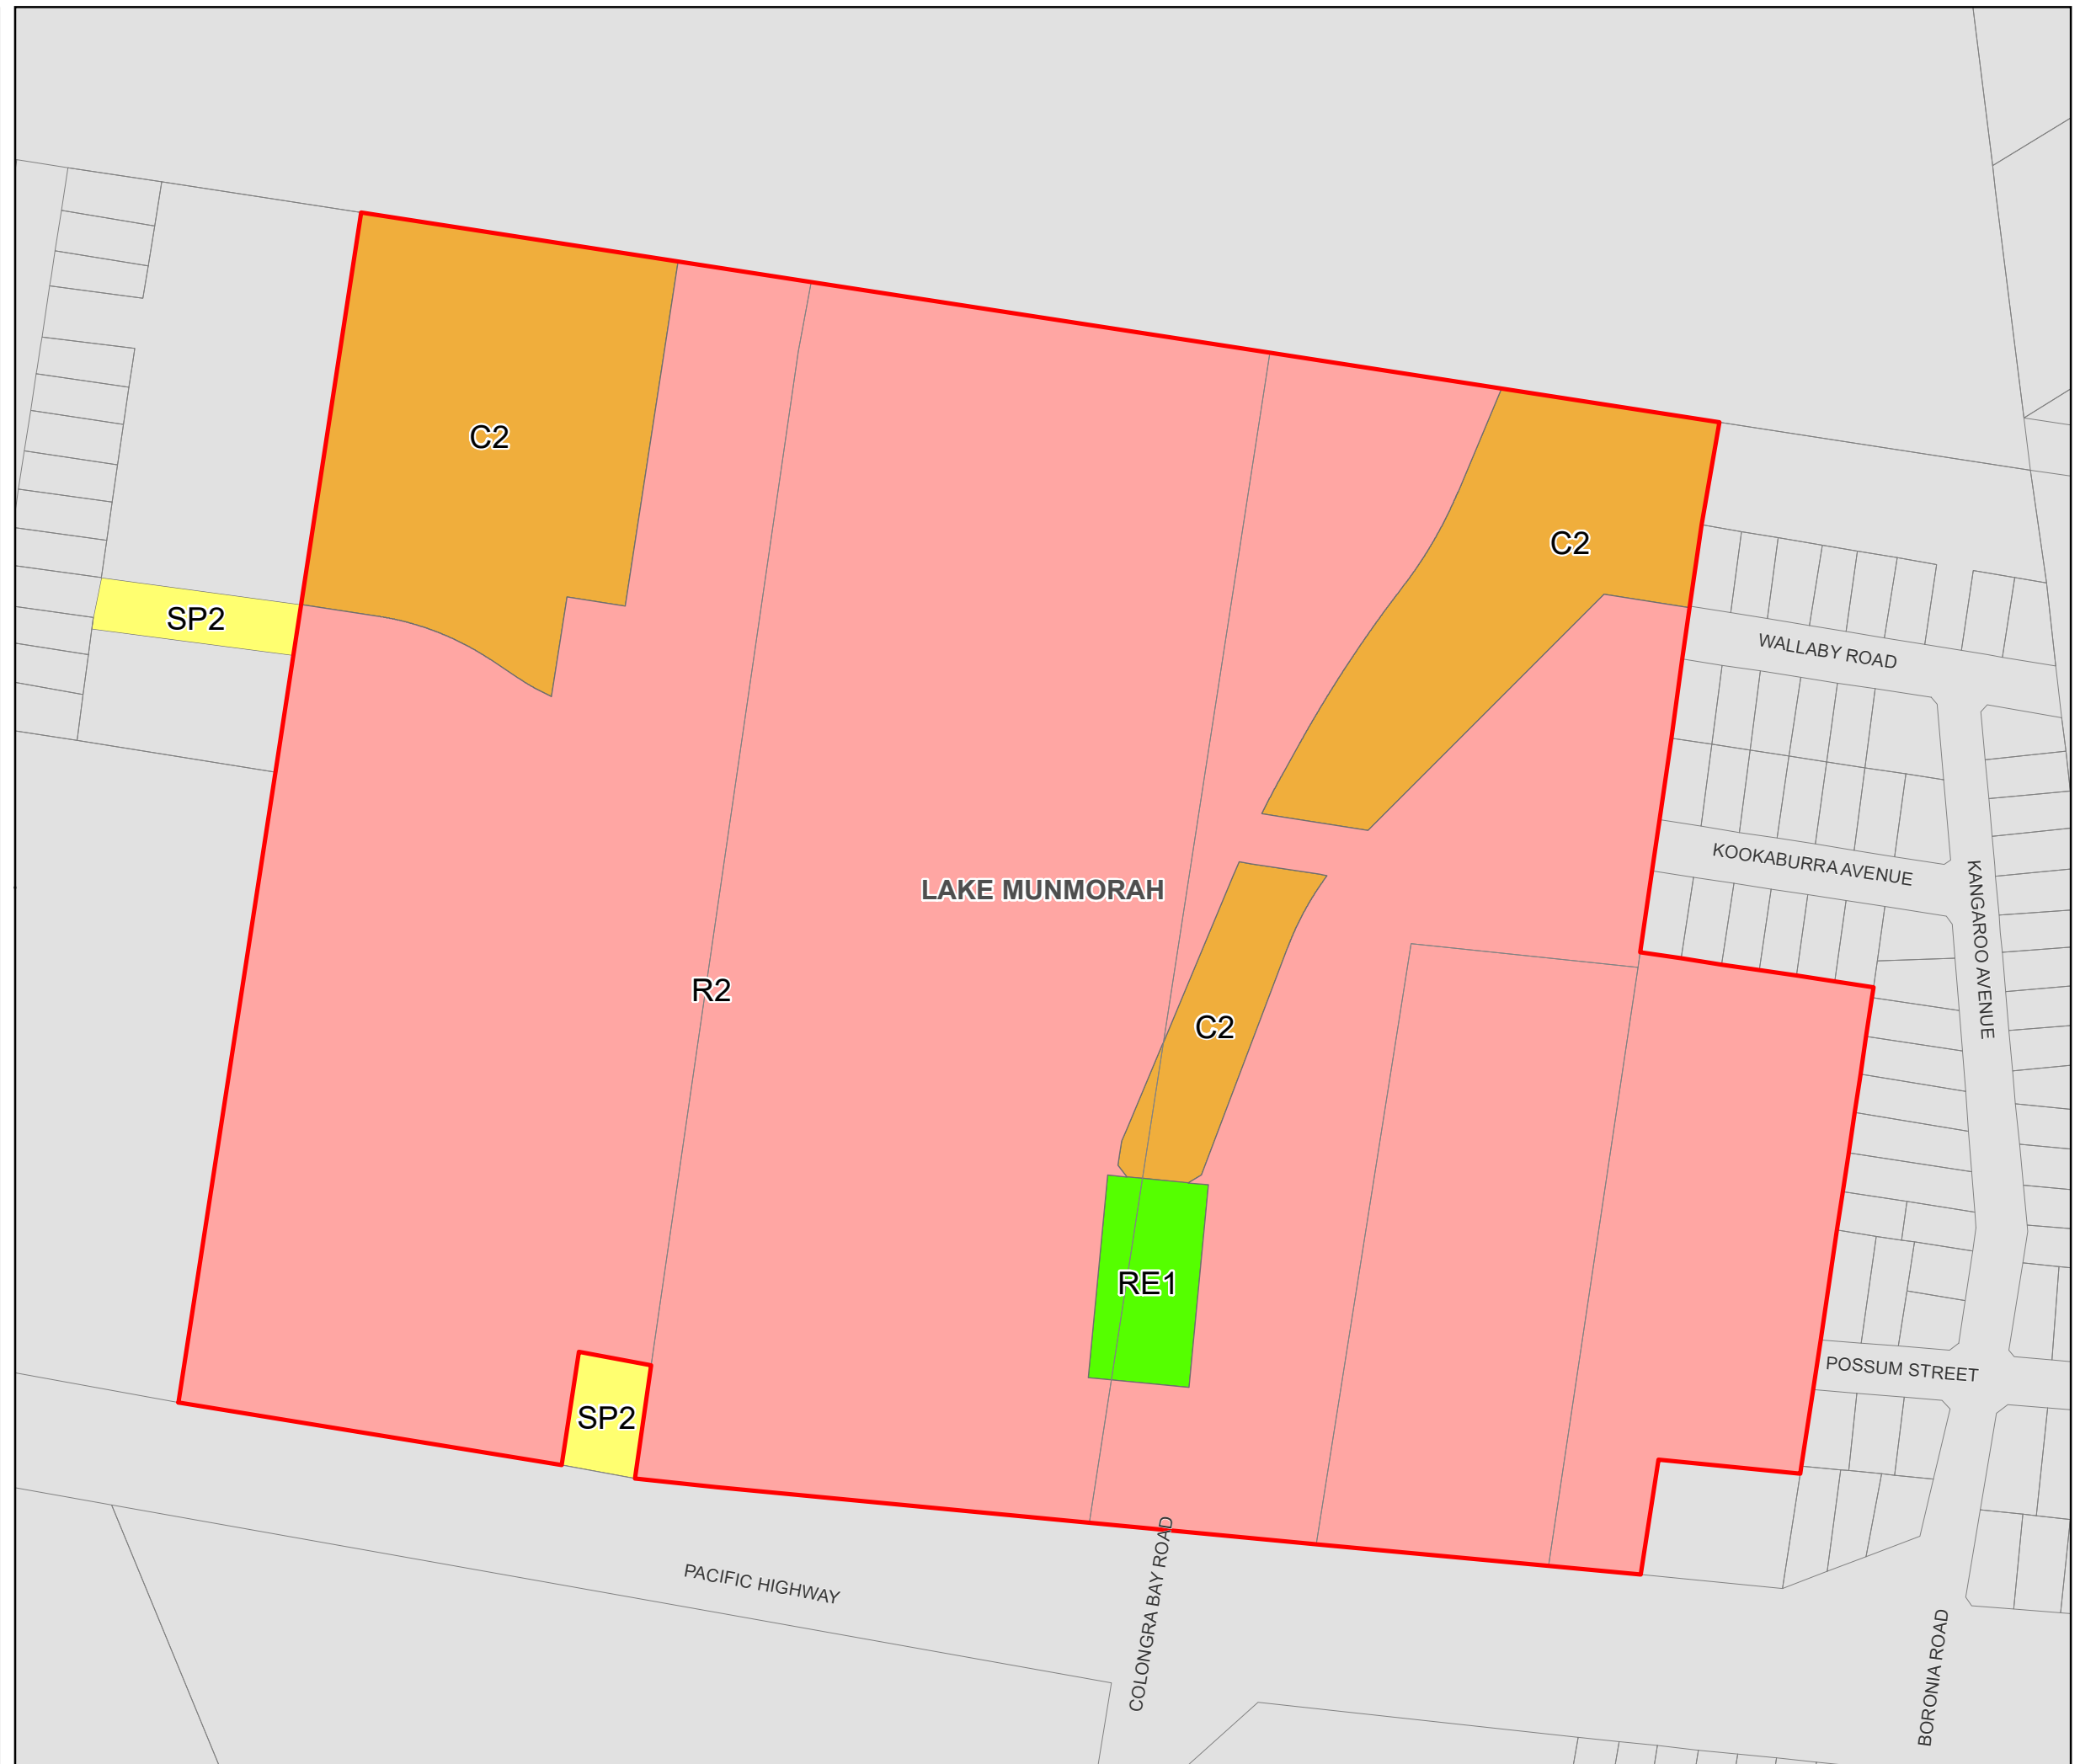 C2
C2
SP2
WALLABY ROAD
KOOKABURRA AVENUE
LAKE MUNMORAH
KANGAROO AVENUE
R2
C2
RE1
POSSUM STREET
SP2
PACIFIC HIGHWAY
COLONGRA BAY ROAD
BORONIA ROAD